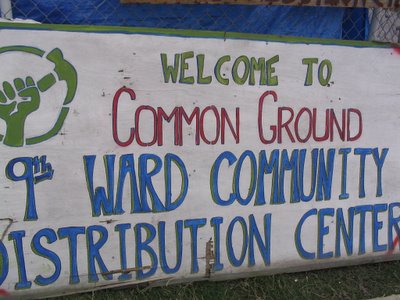 WELCOME TO
COMMON GROUND
9th WARD COMMUNITY
DISTRIBUTION CENTER